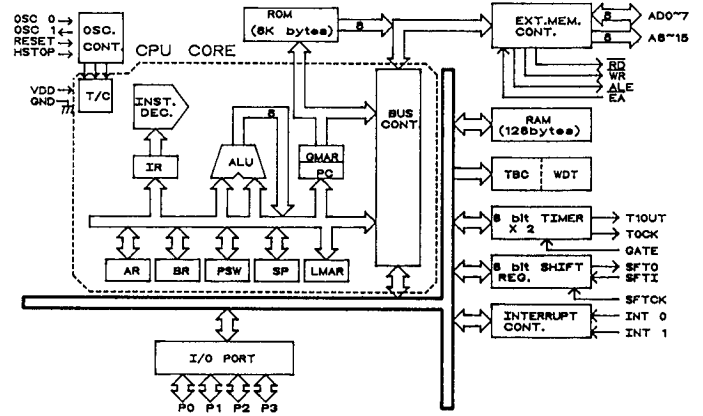 OSC 0
OSC 1
RESET
HSTOP
OSC.
CONT.
CPU CORE
ROM
(8K bytes)
8
EXT.MEM.
CONT.
8
8
AD0~7
A8~15
RD
WR
ALE
EA
VDD
GND
T/C
INST.
DEC.
IR
ALU
8
GMAR
PC
BUS
CONT.
RAM
(128bytes)
TBC
WDT
8 bit TIMER
X 2
T1OUT
T0CK
GATE
8 bit SHIFT
REG.
SFTO
SFTI
SFTCK
INTERRUPT
CONT.
INT 0
INT 1
AR
BR
PSW
SP
LMAR
I/O PORT
P0 P1 P2 P3